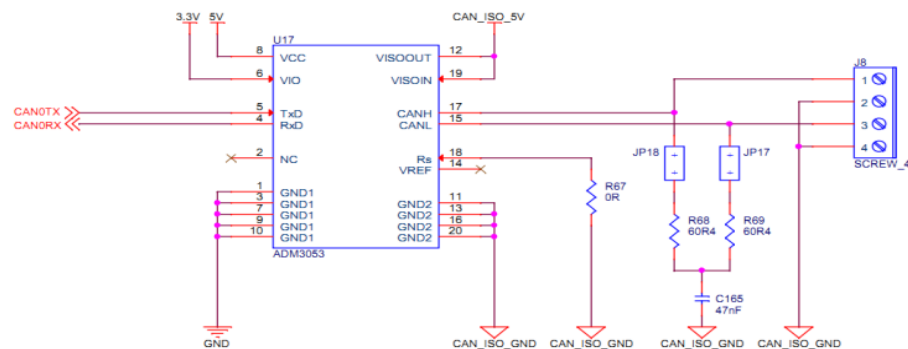 3.3V 5V
CAN_ISO_5V
U17
8 VCC VISOOUT 12
6 VIO VISOIN 19
J8
1
CAN0TX 5 TxD CANH 17
2
CAN0RX 4 RxD CANL 15
3
2 NC Rs 18
VREF 14
4
JP18 JP17
SCREW_4
1 GND1 GND2 11
3 GND1 GND2 13
7 GND1 GND2 16
9 GND1 GND2 20
10 GND1
R67
0R
R68
60R4
R69
60R4
ADM3053
C165
47nF
GND CAN_ISO_GND CAN_ISO_GND CAN_ISO_GND CAN_ISO_GND